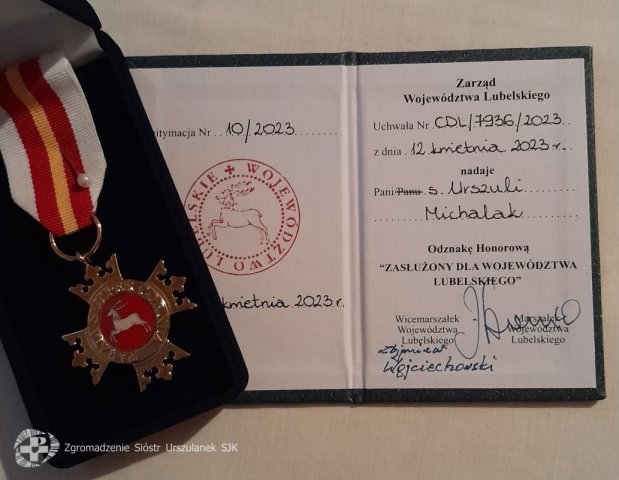 itymacja Nr . 10/2023 . . . . . . . .
WOJEWÓDZTWO LUBELSKIE
kwietnia 2023 r.
Zarząd
Województwa Lubelskiego
Uchwała Nr CDL/7936/2023
z dnia . 12 kwietnia 2023 r.
nadaje
Pani/Panu s. Urszuli
Michalak
Odznakę Honorową
"ZASŁUŻONY DLA WOJEWÓDZTWA
LUBELSKIEGO"
Wicemarszałek
Województwa
Lubelskiego
Zbigniew
Wojciechowski
Marszałek
Województwa
Lubelskiego
Zgromadzenie Sióstr Urszulanek SJK